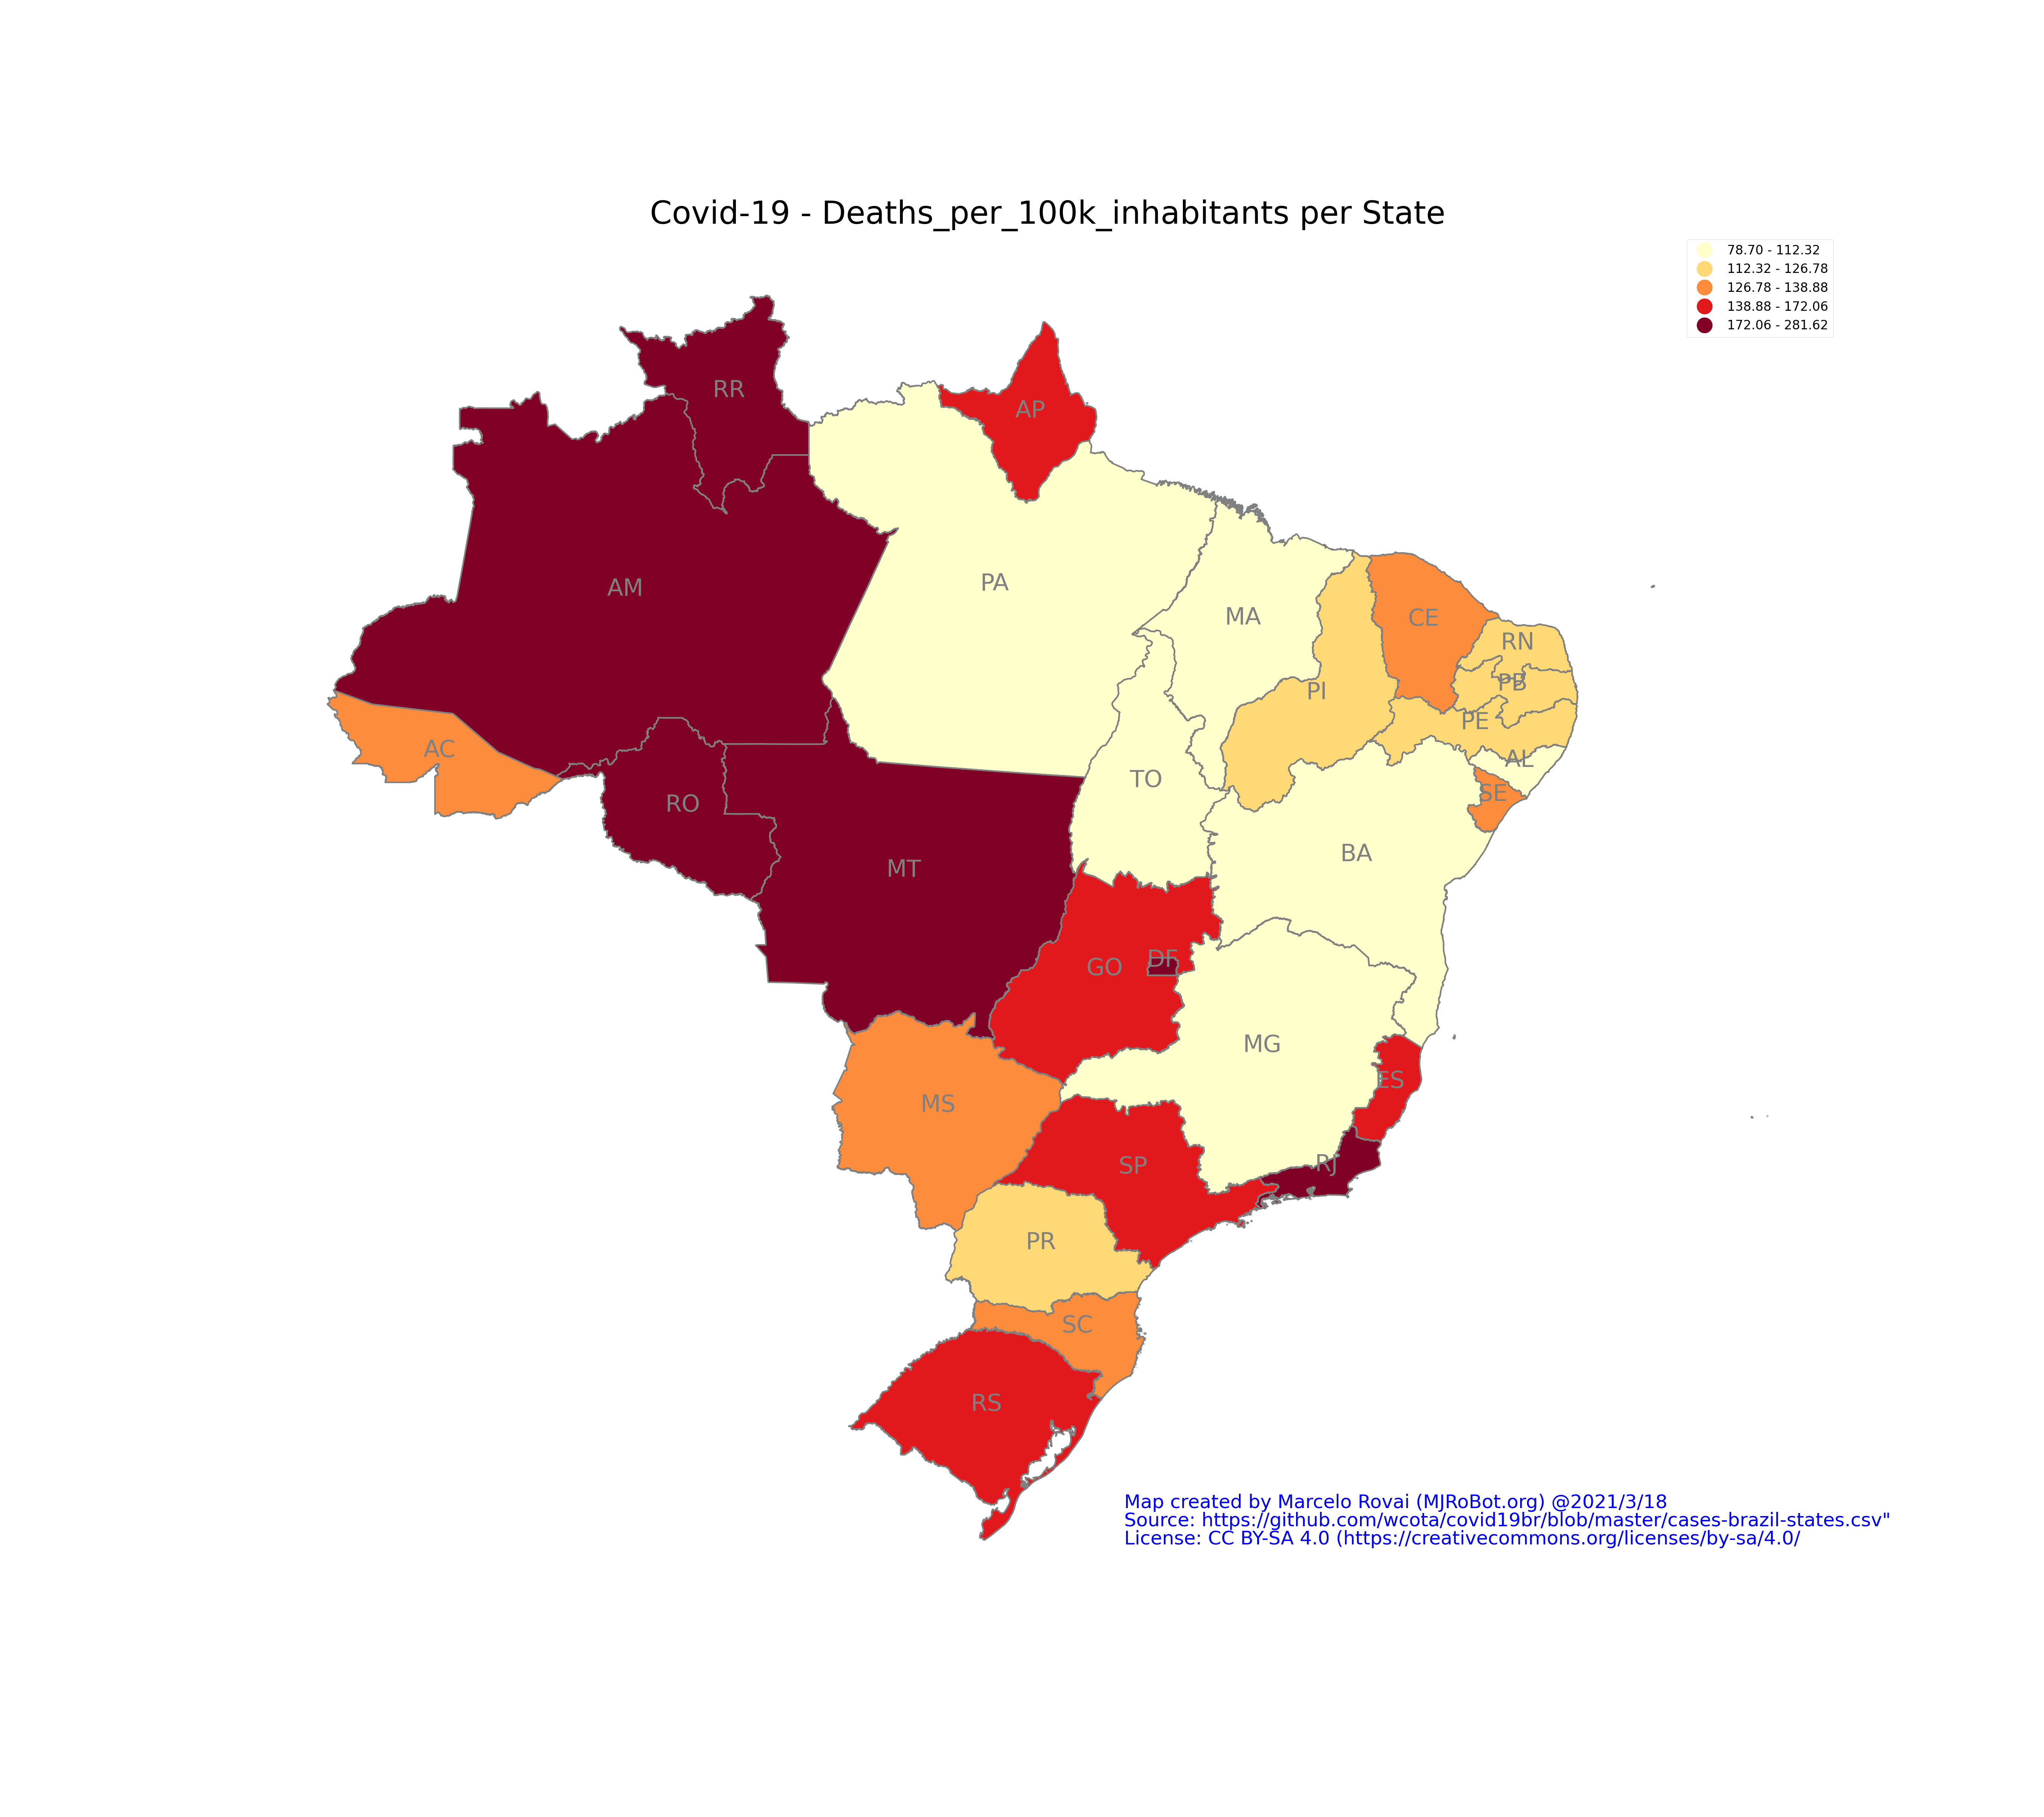 Covid-19 - Deaths_per_100k_inhabitants per State
78.70 - 112.32
112.32 - 126.78
126.78 - 138.88
138.88 - 172.06
172.06 - 281.62
RR
AP
AM
PA
MA
CE
RN
PB
PI
PE
AC
AL
TO
SE
RO
BA
MT
DF
GO
MG
ES
MS
SP
RJ
PR
SC
RS
Map created by Marcelo Rovai (MJRoBot.org) @2021/3/18
Source: https://github.com/wcota/covid19br/blob/master/cases-brazil-states.csv"
License: CC BY-SA 4.0 (https://creativecommons.org/licenses/by-sa/4.0/